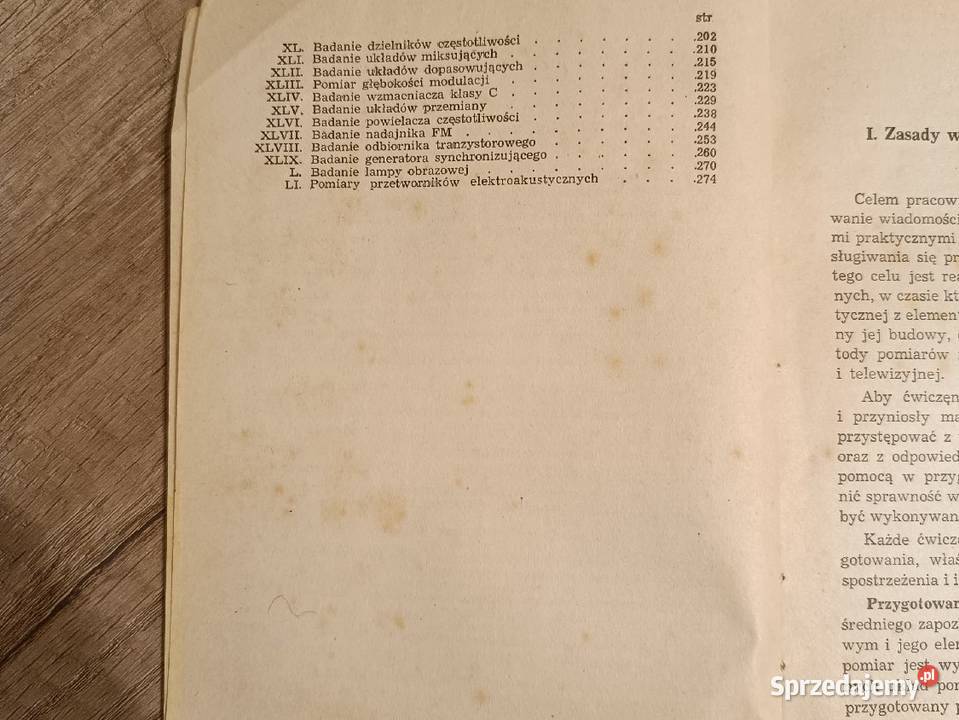 str
XL. Badanie dzielników częstotliwości . . . . . . .202
XLI. Badanie układów miksujących . . . . . . .210
XLII. Badanie układów dopasowujących . . . . . . .215
XLIII. Pomiar głębokości modulacji . . . . . . .219
XLIV. Badanie wzmacniacza klasy C . . . . . . .223
XLV. Badanie układów przemiany . . . . . . .229
XLVI. Badanie powielacza częstotliwości . . . . . . .238
XLVII. Badanie nadajnika FM . . . . . . . .244
XLVIII. Badanie odbiornika tranzystorowego . . . . . . .253
XLIX. Badanie generatora synchronizującego . . . . . . .260
L. Badanie lampy obrazowej . . . . . . . .270
LI. Pomiary przetworników elektroakustycznych . . . .274
I. Zasady w
Celem pracow
wanie wiadomości
mi praktycznymi
sługiwania się pr
tego celu jest rea
nych, w czasie kt
tycznej z elemen
ny jej budowy,
tody pomiarów
i telewizyjnej.
Aby ćwiczen
i przyniosły ma
przystępować z
oraz z odpowied
pomocą w przyg
nić sprawność w
być wykonywan
Każde ćwicz
gotowania, właś
spostrzeżenia i i
Przygotowan
średniego zapoz
wym i jego eler
pomiar jest wy
przygotowany p
Sprzedajemy.pl